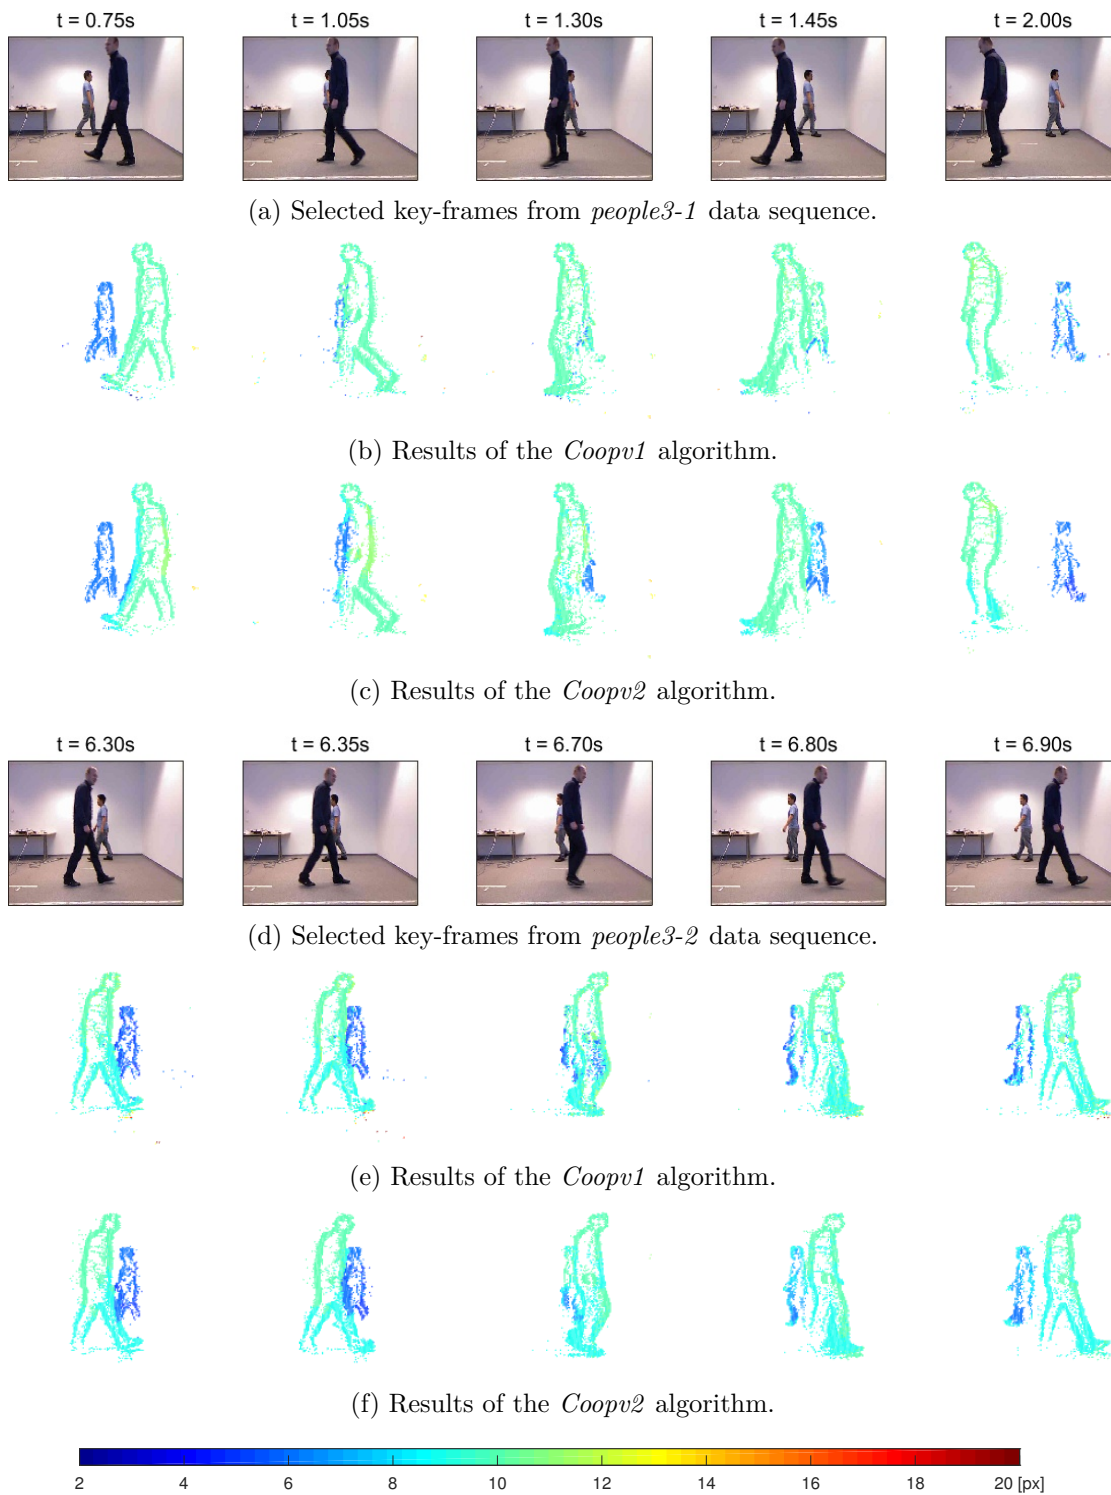 t = 0.75s t = 1.05s t = 1.30s t = 1.45s t = 2.00s
(a) Selected key-frames from people3-1 data sequence.
(b) Results of the Coopv1 algorithm.
(c) Results of the Coopv2 algorithm.
t = 6.30s t = 6.35s t = 6.70s t = 6.80s t = 6.90s
(d) Selected key-frames from people3-2 data sequence.
(e) Results of the Coopv1 algorithm.
(f) Results of the Coopv2 algorithm.
2 4 6 8 10 12 14 16 18 20 [px]